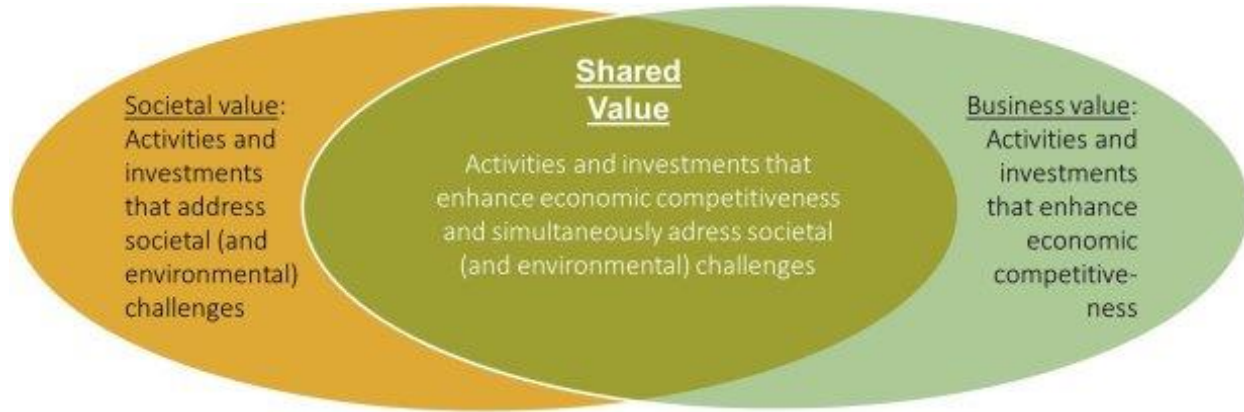 Societal value:
Activities and
investments
that address
societal (and
environmental)
challenges
Shared
Value
Activities and investments that
enhance economic competitiveness
and simultaneously adress societal
(and environmental) challenges
Business value:
Activities and
investments
that enhance
economic
competitive-
ness